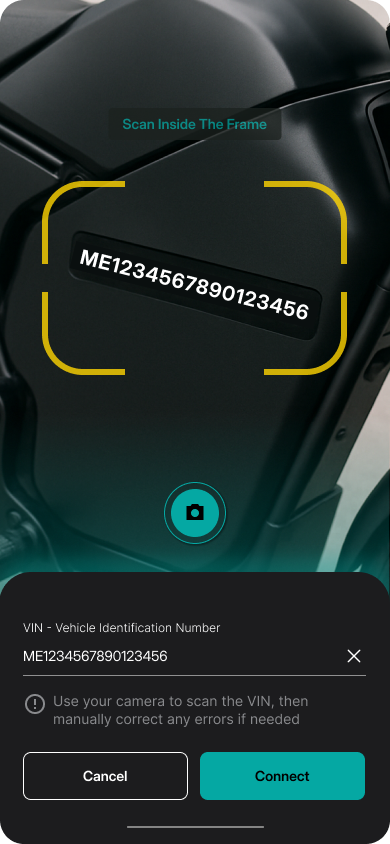 Scan Inside The Frame
ME1234567890123456
VIN - Vehicle Identification Number
ME1234567890123456
Use your camera to scan the VIN, then
manually correct any errors if needed
Cancel
Connect